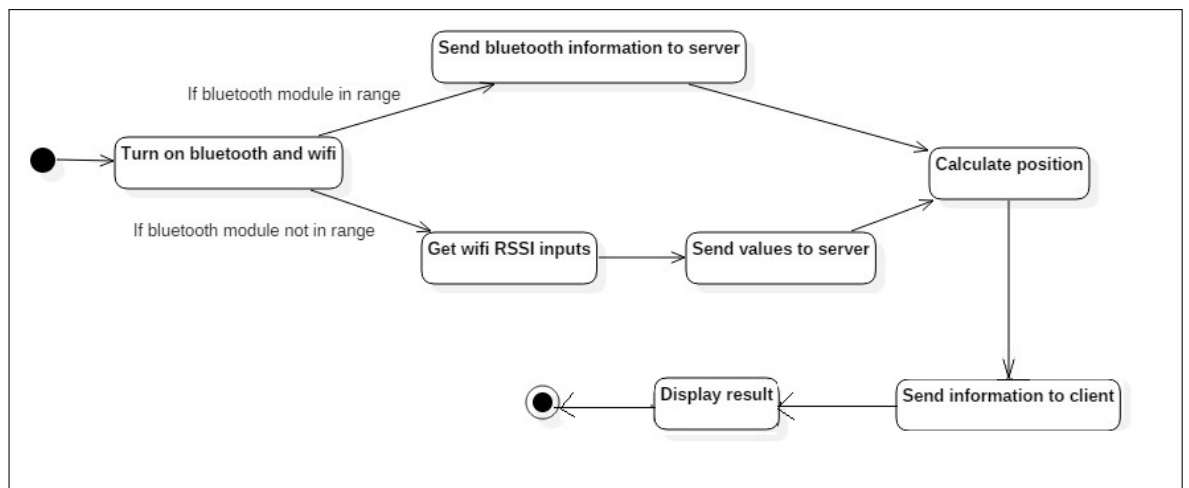 Send bluetooth information to server
If bluetooth module in range
Turn on bluetooth and wifi
Calculate position
If bluetooth module not in range
Get wifi RSSI inputs
Send values to server
Display result
Send information to client